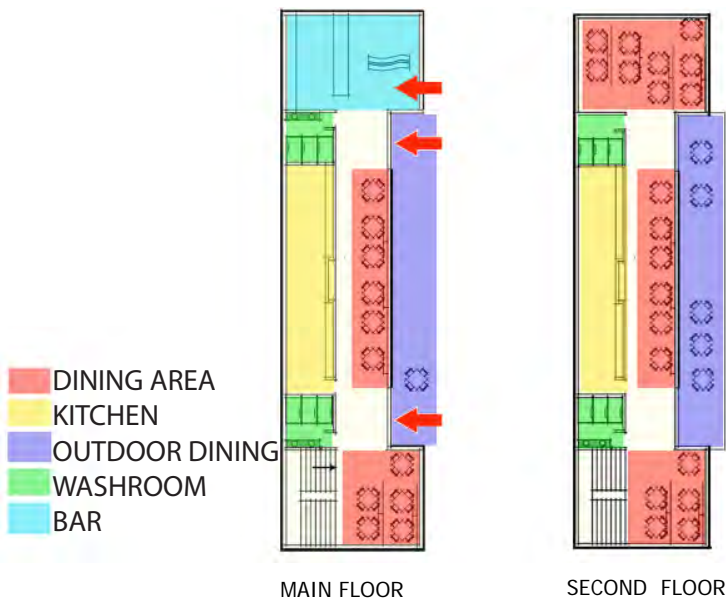 DINING AREA
KITCHEN
OUTDOOR DINING
WASHROOM
BAR
MAIN FLOOR
SECOND FLOOR